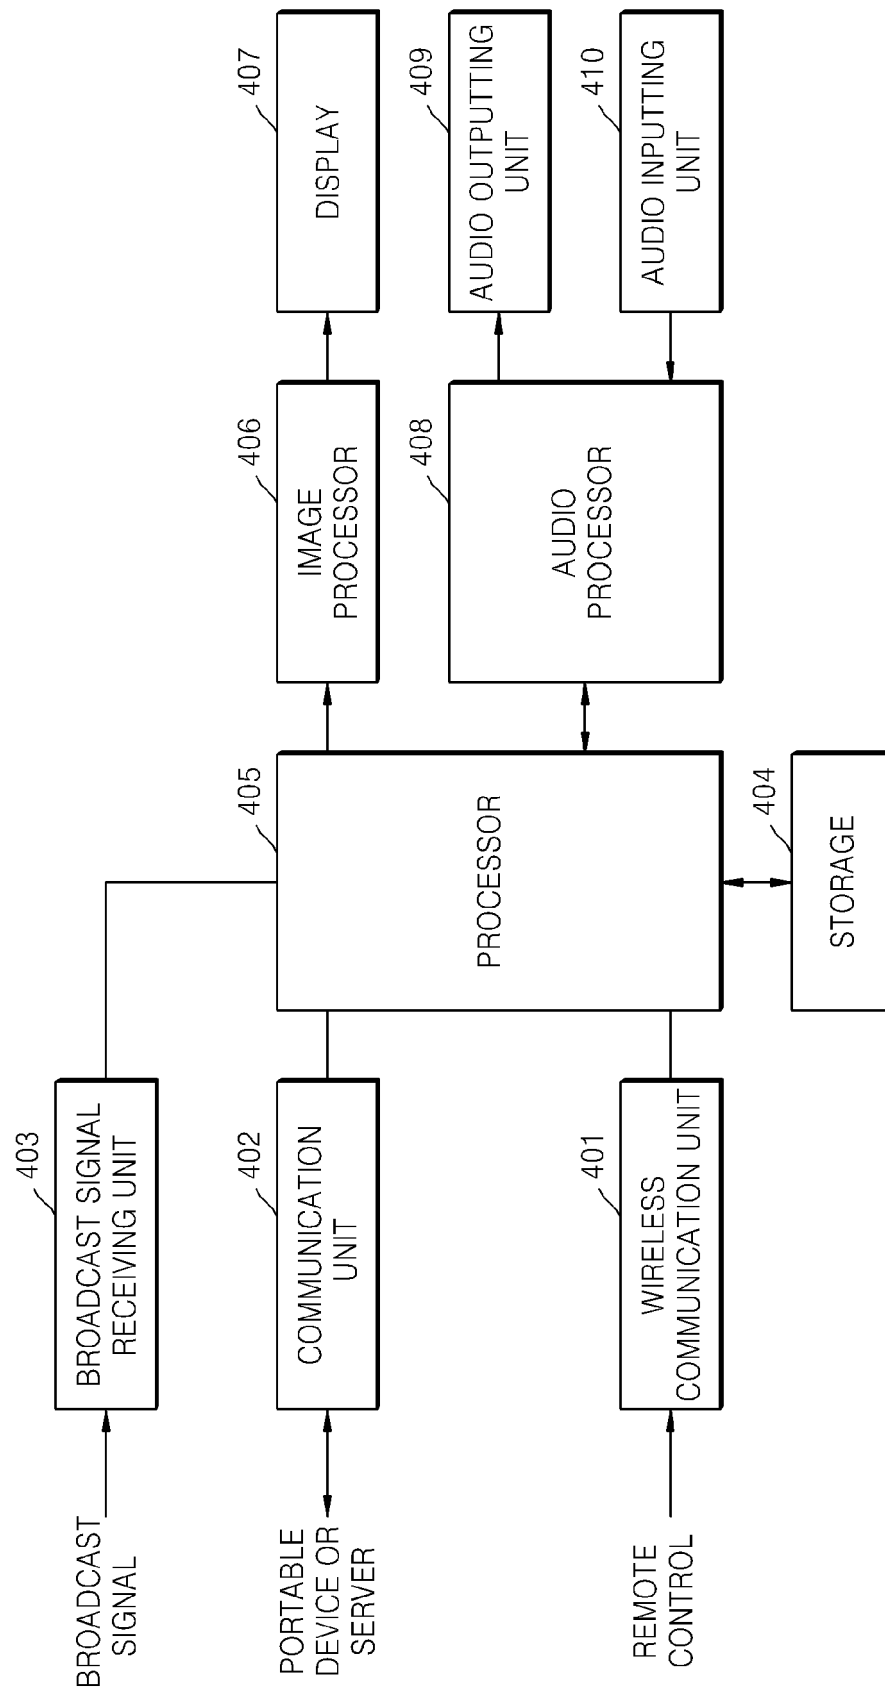 BROADCAST
SIGNAL
403
BROADCAST SIGNAL
RECEIVING UNIT
PORTABLE
DEVICE OR
SERVER
402
COMMUNICATION
UNIT
REMOTE
CONTROL
401
WIRELESS
COMMUNICATION UNIT
405
PROCESSOR
404
STORAGE
406
IMAGE
PROCESSOR
407
DISPLAY
408
AUDIO
PROCESSOR
409
AUDIO OUTPUTTING
UNIT
410
AUDIO INPUTTING
UNIT